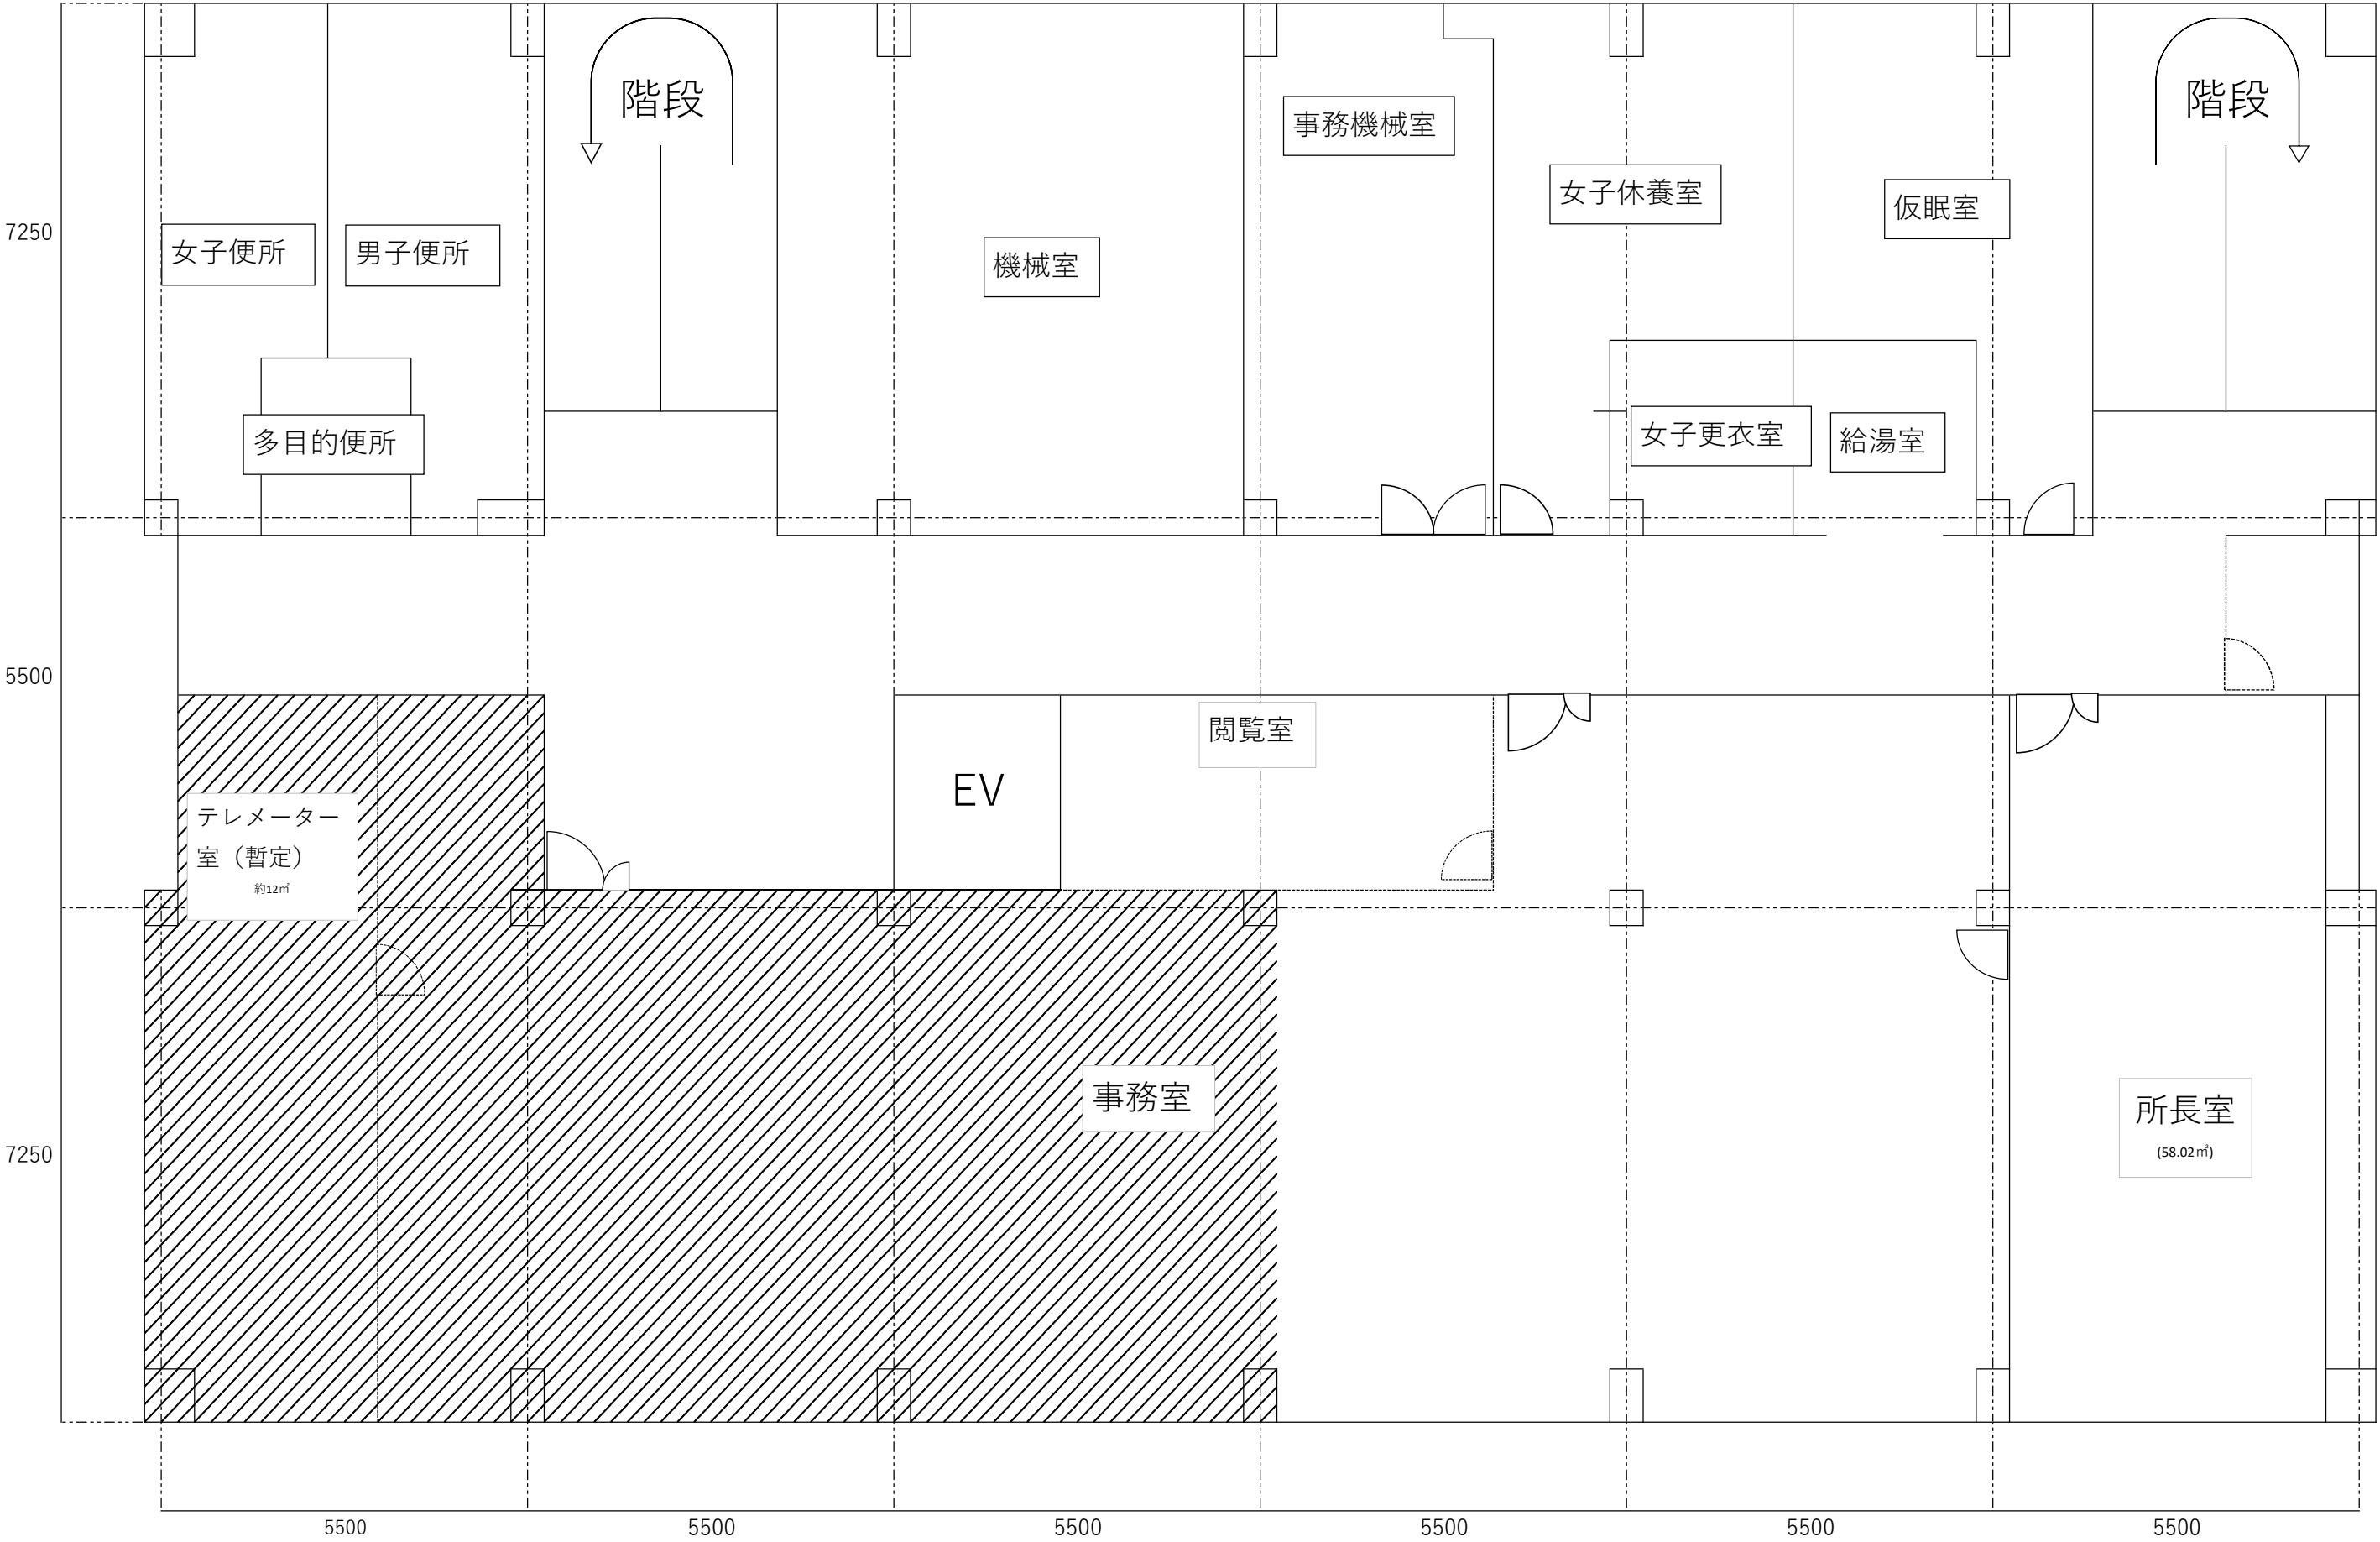 階段
階段
事務機械室
女子休養室
仮眠室
7250
女子便所
男子便所
機械室
多目的便所
女子更衣室
給湯室
5500
閲覧室
EV
テレメーター
室（暫定）
約12㎡
事務室
所長室
(58.02㎡)
7250
5500
5500
5500
5500
5500
5500